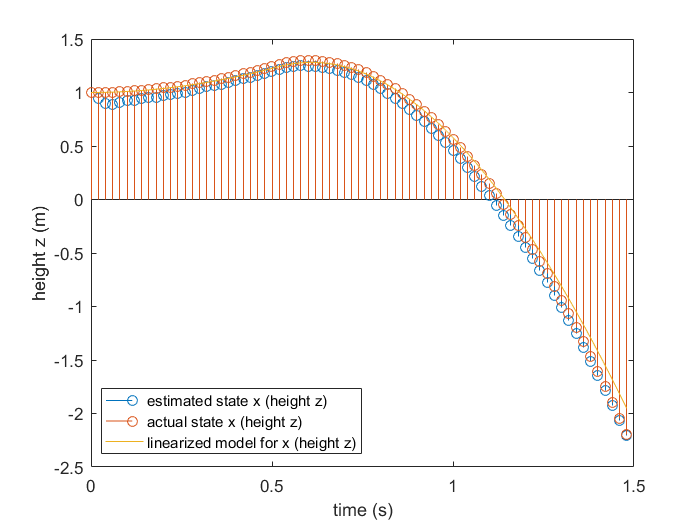 1.5
1
0.5
0
-0.5
-1
-1.5
-2
-2.5
height z (m)
estimated state x (height z)
actual state x (height z)
linearized model for x (height z)
0
0.5
1
1.5
time (s)